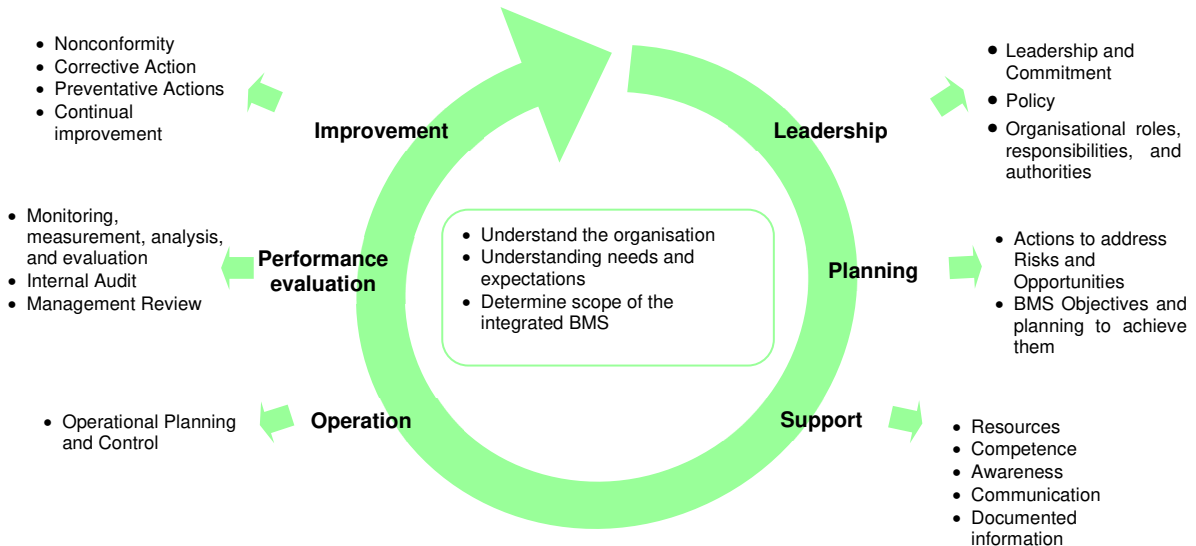 • Nonconformity
• Corrective Action
• Preventative Actions
• Continual
improvement
Improvement
• Monitoring,
measurement, analysis,
and evaluation
• Internal Audit
• Management Review
Performance
evaluation
• Operational Planning
and Control
Operation
• Understand the organisation
• Understanding needs and
expectations
• Determine scope of the
integrated BMS
Leadership
• Leadership and
Commitment
• Policy
• Organisational roles,
responsibilities, and
authorities
Planning
• Actions to address
Risks and
Opportunities
• BMS Objectives and
planning to achieve
them
Support
• Resources
• Competence
• Awareness
• Communication
• Documented
information